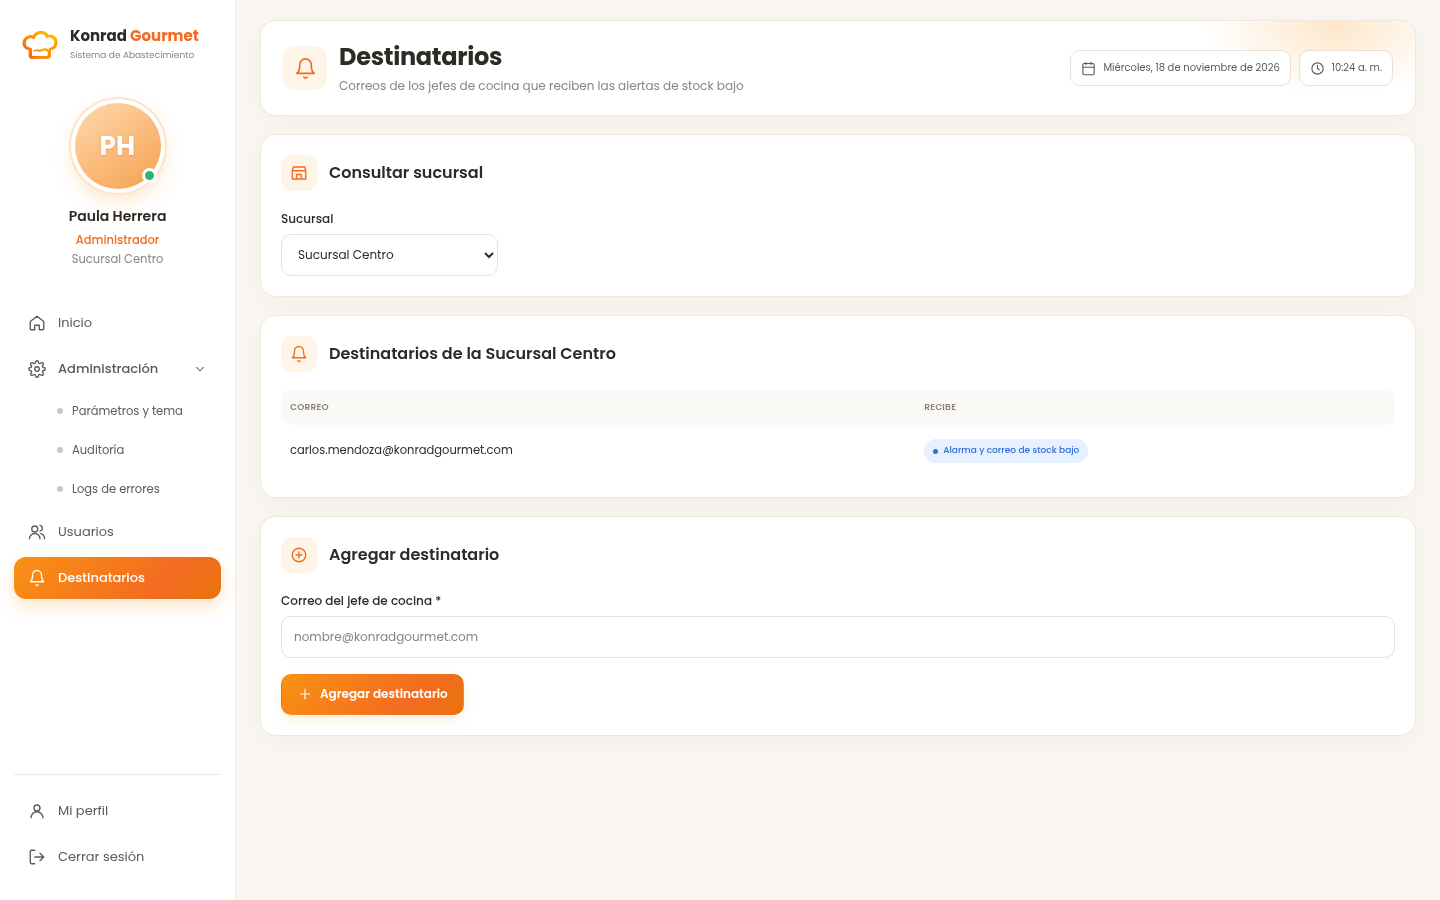 Konrad Gourmet
Sistema de Abastecimiento
PH
Paula Herrera
Administrador
Sucursal Centro
Inicio
Administración
Parámetros y tema
Auditoría
Logs de errores
Usuarios
Destinatarios
Mi perfil
Cerrar sesión
Destinatarios
Correos de los jefes de cocina que reciben las alertas de stock bajo
Miércoles, 18 de noviembre de 2026
10:24 a. m.
Consultar sucursal
Sucursal
Sucursal Centro
Destinatarios de la Sucursal Centro
CORREO RECIBE
carlos.mendoza@konradgourmet.com Alarma y correo de stock bajo
Agregar destinatario
Correo del jefe de cocina *
nombre@konradgourmet.com
Agregar destinatario